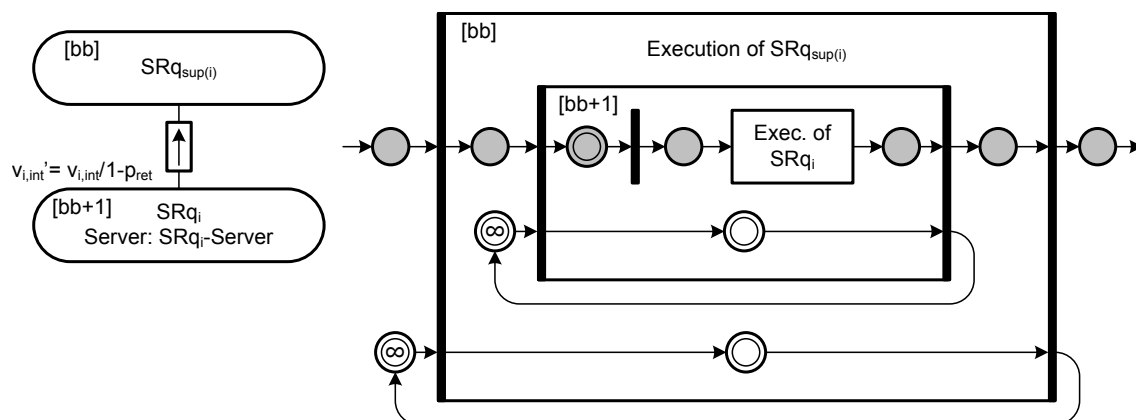 [bb]
SRqsup(i)
vi,int'= vi,int/1-pret
[bb+1]
SRqi
Server: SRqi-Server
[bb]
Execution of SRqsup(i)
[bb+1]
Exec. of
SRqi
∞
∞